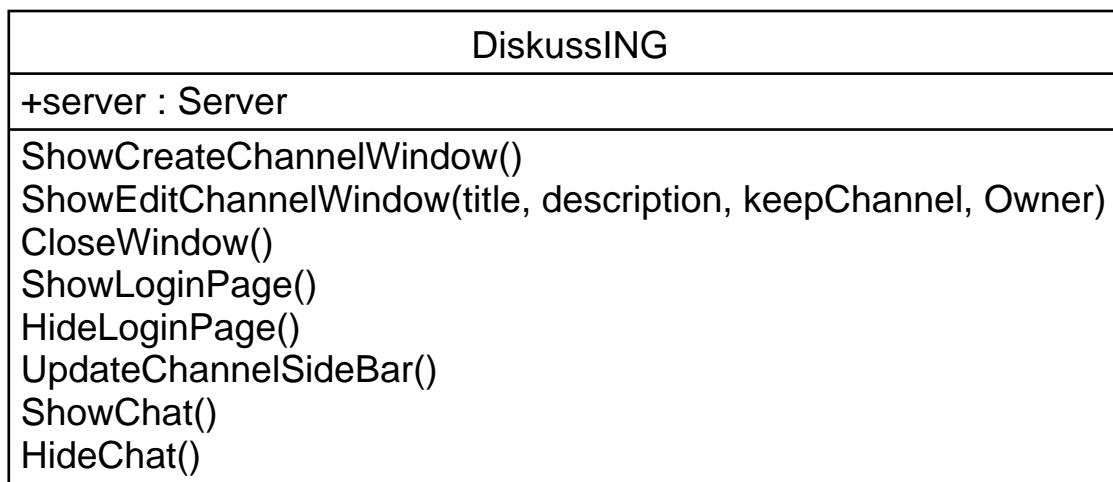 DiskussING
+server : Server
ShowCreateChannelWindow()
ShowEditChannelWindow(title, description, keepChannel, Owner)
CloseWindow()
ShowLoginPage()
HideLoginPage()
UpdateChannelSideBar()
ShowChat()
HideChat()